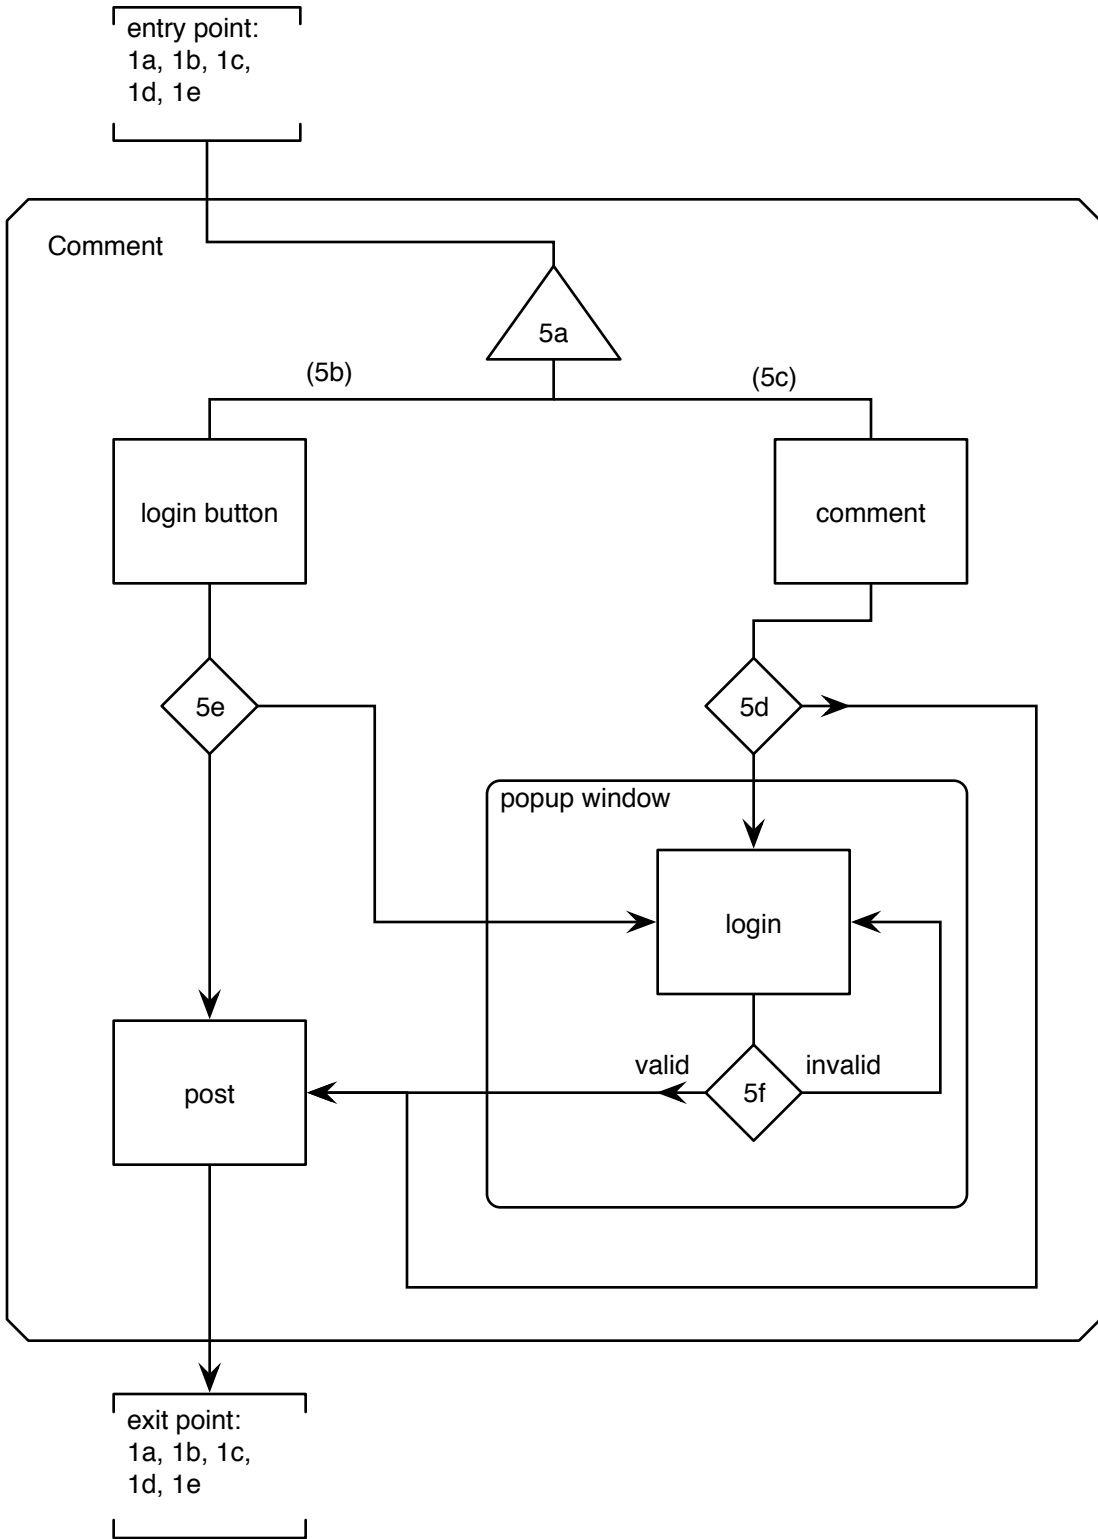 entry point:
1a, 1b, 1c,
1d, 1e
Comment
5a
(5b)
(5c)
login button
comment
5e
5d
popup window
login
valid
invalid
5f
post
exit point:
1a, 1b, 1c,
1d, 1e